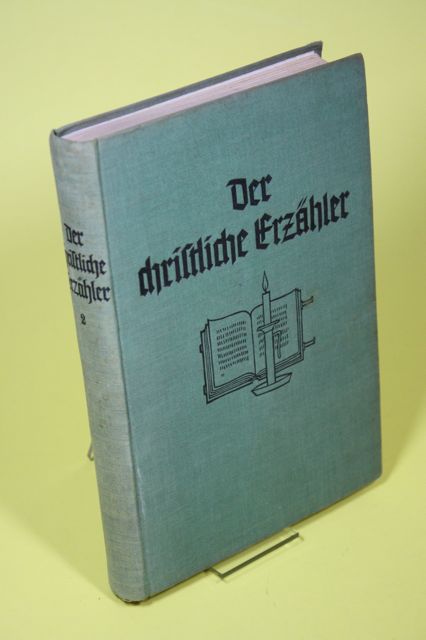 Der
chriſtliche Erzähler
Der
chriſtliche
Erzähler
2